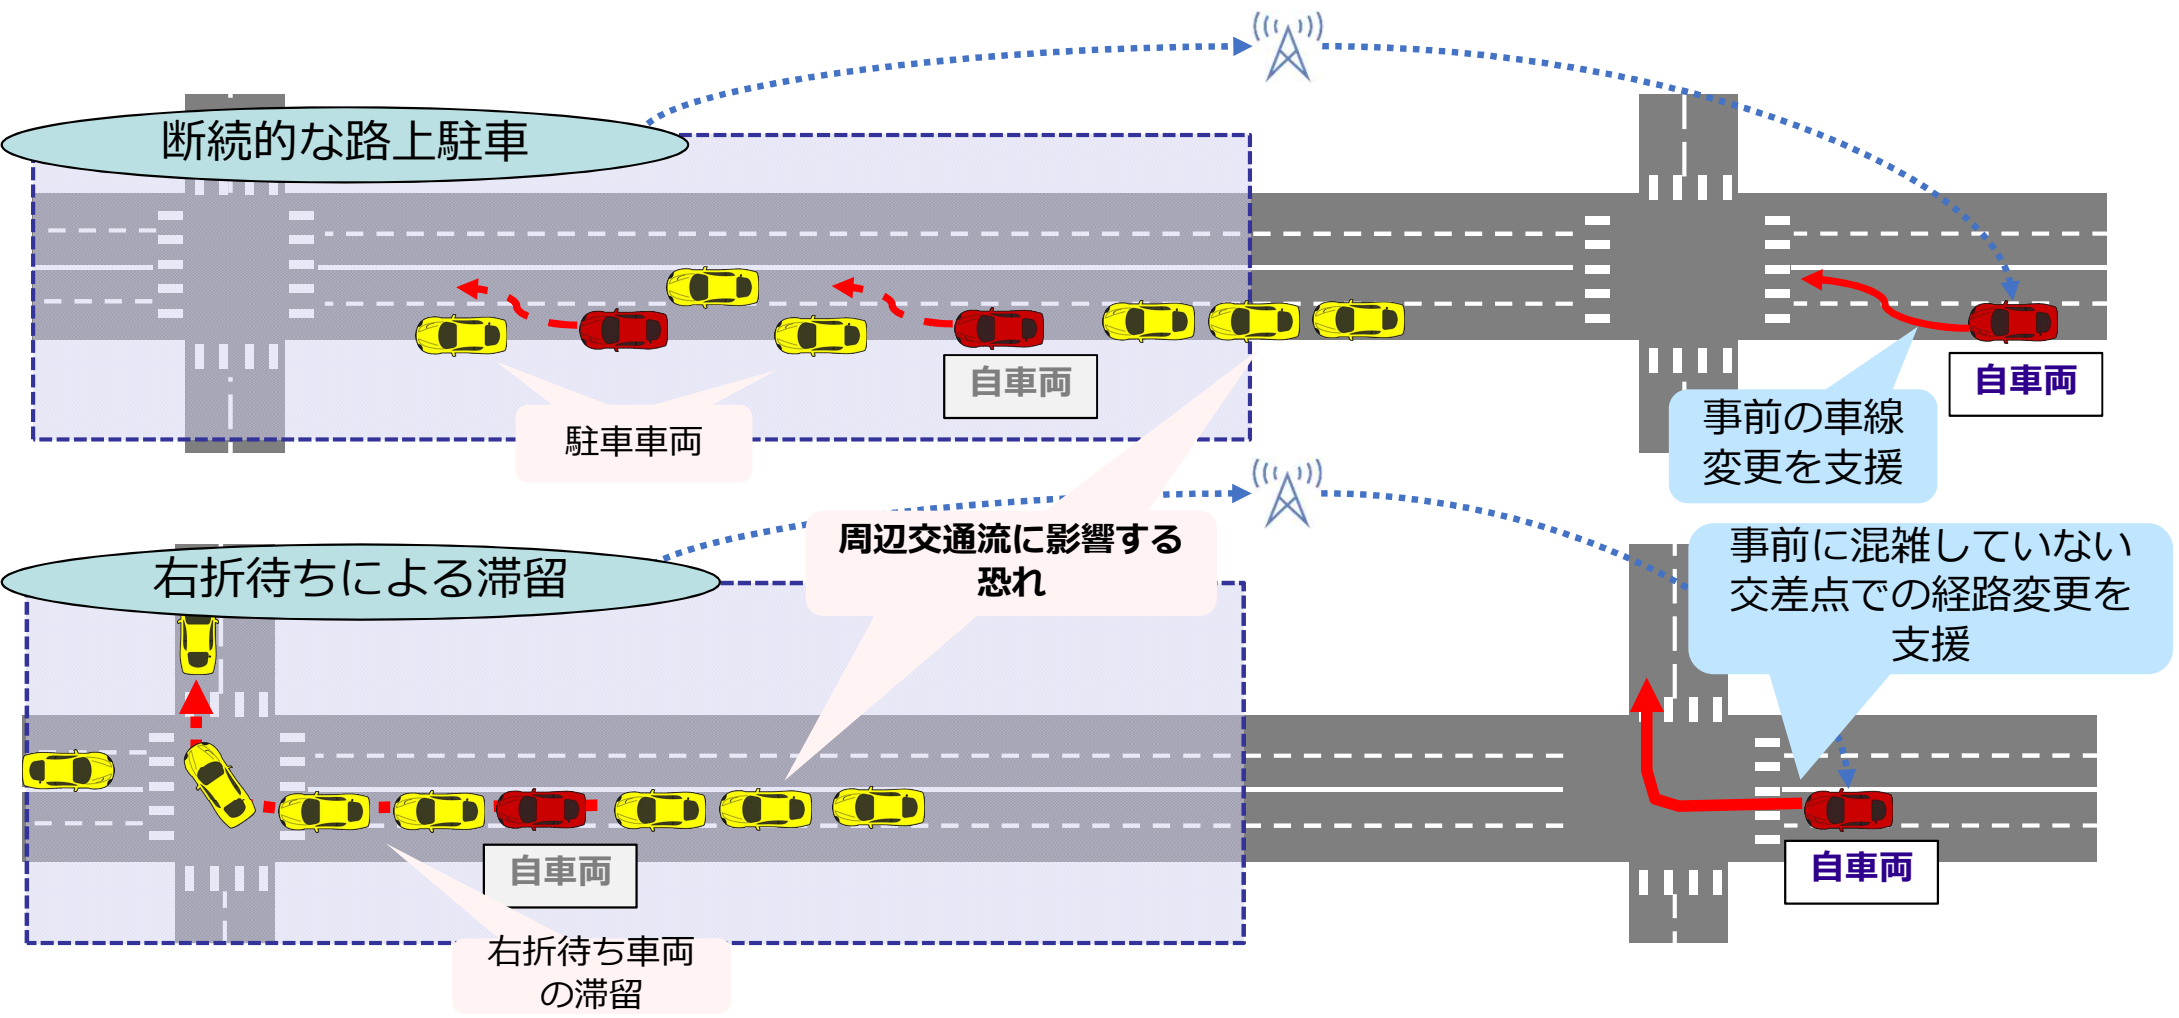 断続的な路上駐車
自車両
自車両
駐車車両
事前の車線
変更を支援
周辺交通流に影響する
恐れ
右折待ちによる滞留
事前に混雑していない
交差点での経路変更を
支援
自車両
自車両
右折待ち車両
の滞留